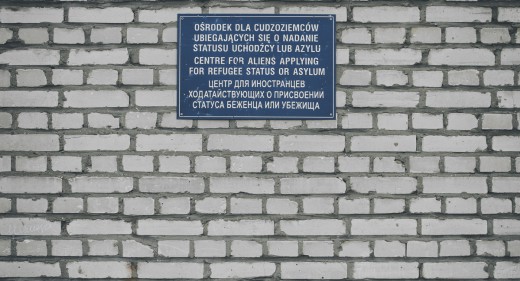 OŚRODEK DLA CUDZOZIEMCÓW
UBIEGAJĄCYCH SIĘ O NADANIE
STATUSU UCHODŹCY LUB AZYLU
CENTRE FOR ALIENS APPLYING
FOR REFUGEE STATUS OR ASYLUM
ЦЕНТР ДЛЯ ИНОСТРАНЦЕВ
ХОДАТАЙСТВУЮЩИХ О ПРИСВОЕНИИ
СТАТУСА БЕЖЕНЦА ИЛИ УБЕЖИЩА